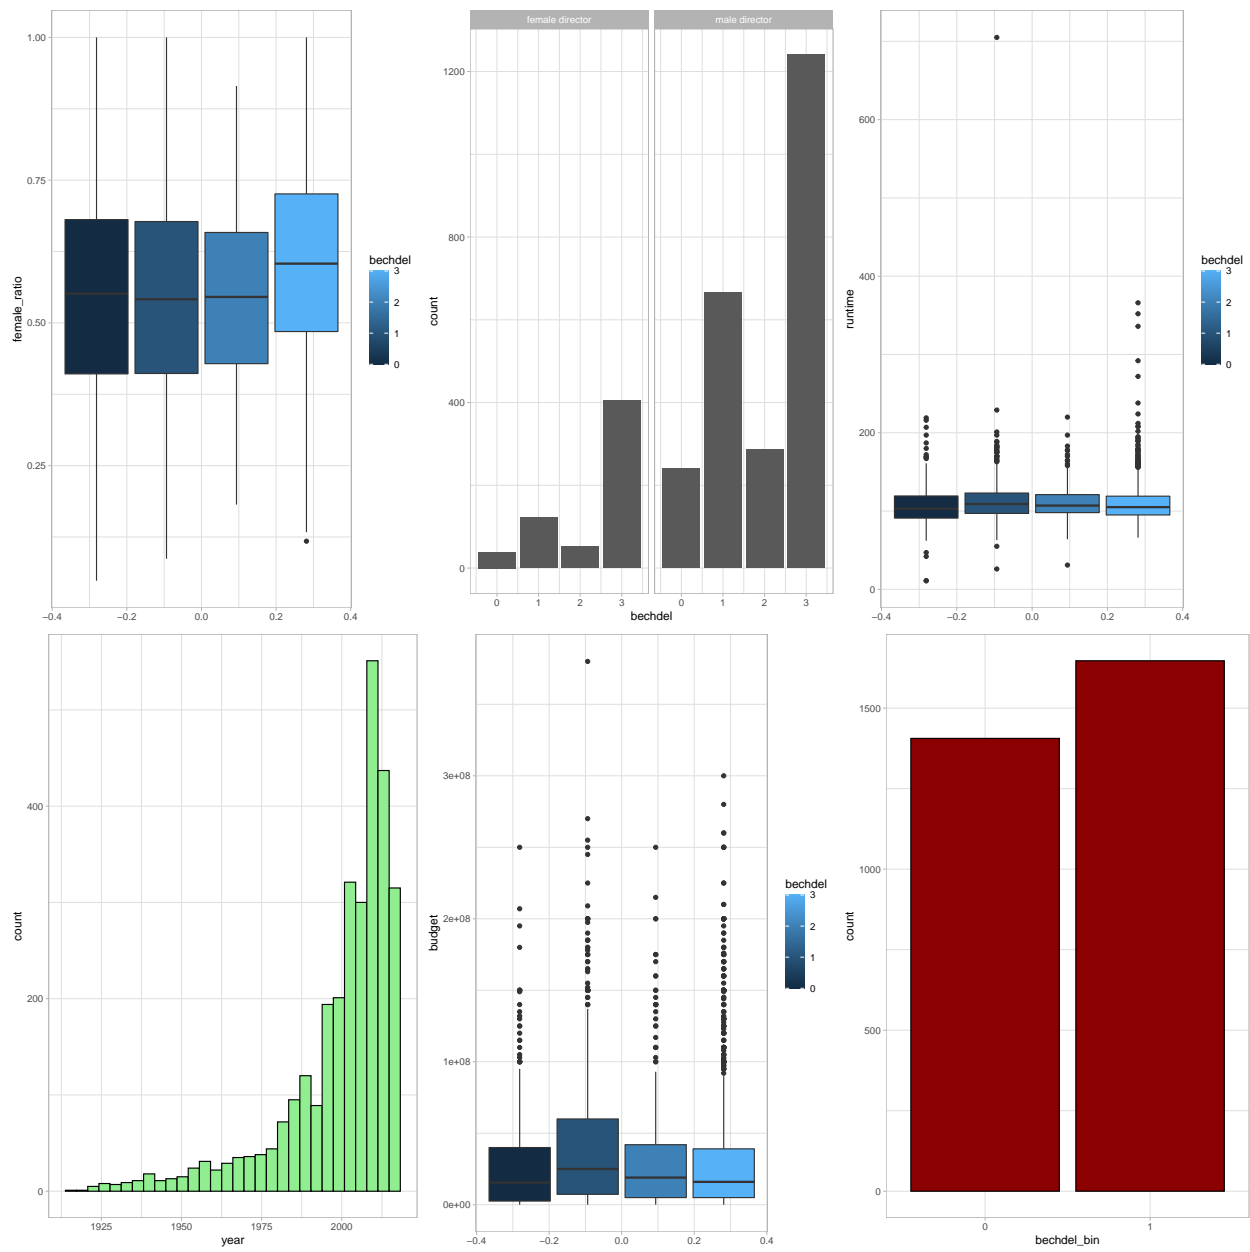 female_ratio
1.00
0.75
0.50
0.25
−0.4 −0.2 0.0 0.2 0.4
bechdel
3
2
1
0
female director male director
count
1200
800
400
0
0 1 2 3 0 1 2 3
bechdel
runtime
600
400
200
0
−0.4 −0.2 0.0 0.2 0.4
bechdel
3
2
1
0
count
400
200
0
1925 1950 1975 2000
year
budget
3e+08
2e+08
1e+08
0e+00
−0.4 −0.2 0.0 0.2 0.4
bechdel
3
2
1
0
count
1500
1000
500
0
0 1
bechdel_bin